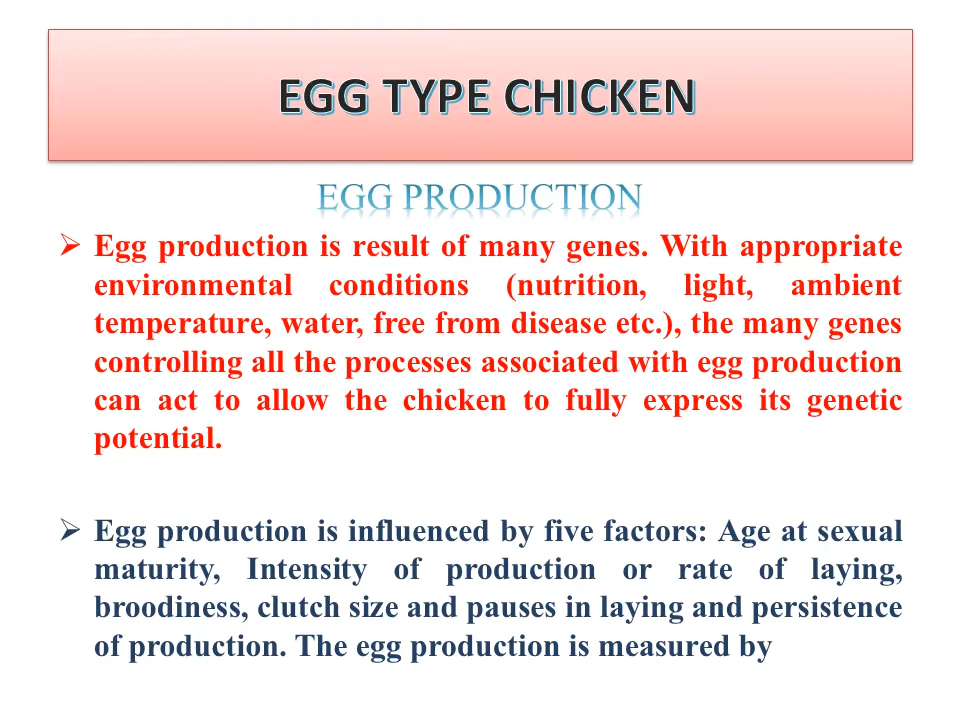 EGG TYPE CHICKEN
EGG PRODUCTION
➢ Egg production is result of many genes. With appropriate
environmental conditions (nutrition, light, ambient
temperature, water, free from disease etc.), the many genes
controlling all the processes associated with egg production
can act to allow the chicken to fully express its genetic
potential.
➢ Egg production is influenced by five factors: Age at sexual
maturity, Intensity of production or rate of laying,
broodiness, clutch size and pauses in laying and persistence
of production. The egg production is measured by